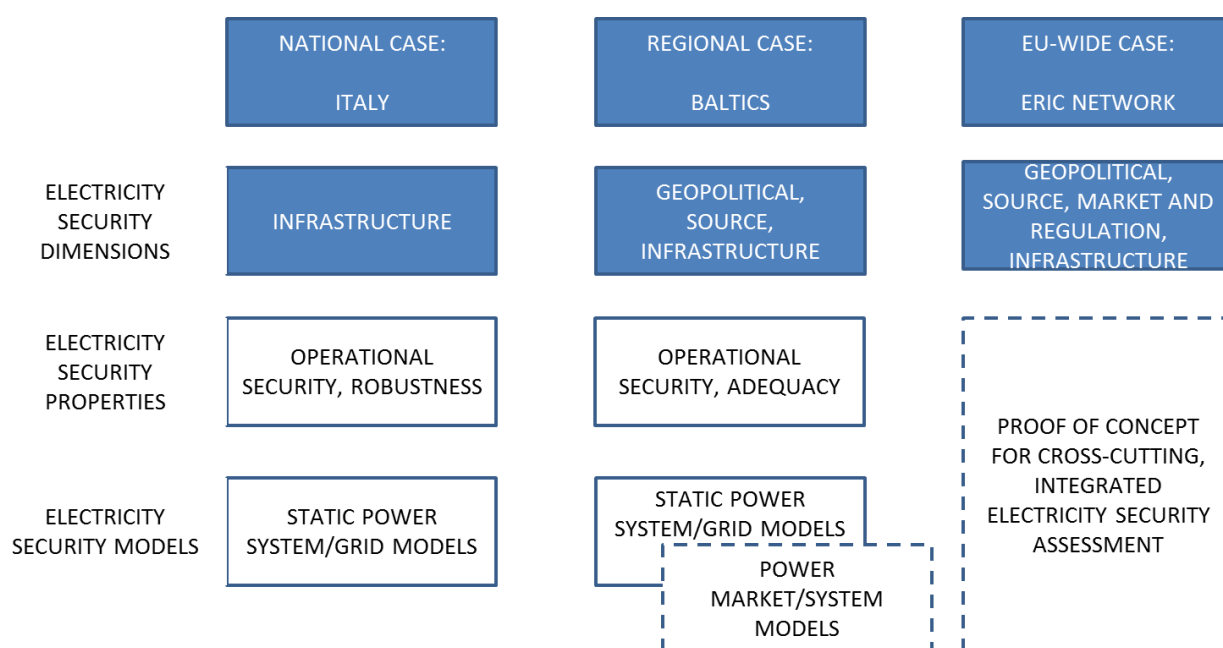 NATIONAL CASE:
ITALY
REGIONAL CASE:
BALTICS
EU-WIDE CASE:
ERIC NETWORK
ELECTRICITY
SECURITY
DIMENSIONS
INFRASTRUCTURE
GEOPOLITICAL,
SOURCE,
INFRASTRUCTURE
GEOPOLITICAL,
SOURCE, MARKET AND
REGULATION,
INFRASTRUCTURE
ELECTRICITY
SECURITY
PROPERTIES
OPERATIONAL
SECURITY, ROBUSTNESS
OPERATIONAL
SECURITY, ADEQUACY
PROOF OF CONCEPT
FOR CROSS-CUTTING,
INTEGRATED
ELECTRICITY SECURITY
ASSESSMENT
ELECTRICITY
SECURITY MODELS
STATIC POWER
SYSTEM/GRID MODELS
STATIC POWER
SYSTEM/GRID MODELS
POWER
MARKET/SYSTEM
MODELS